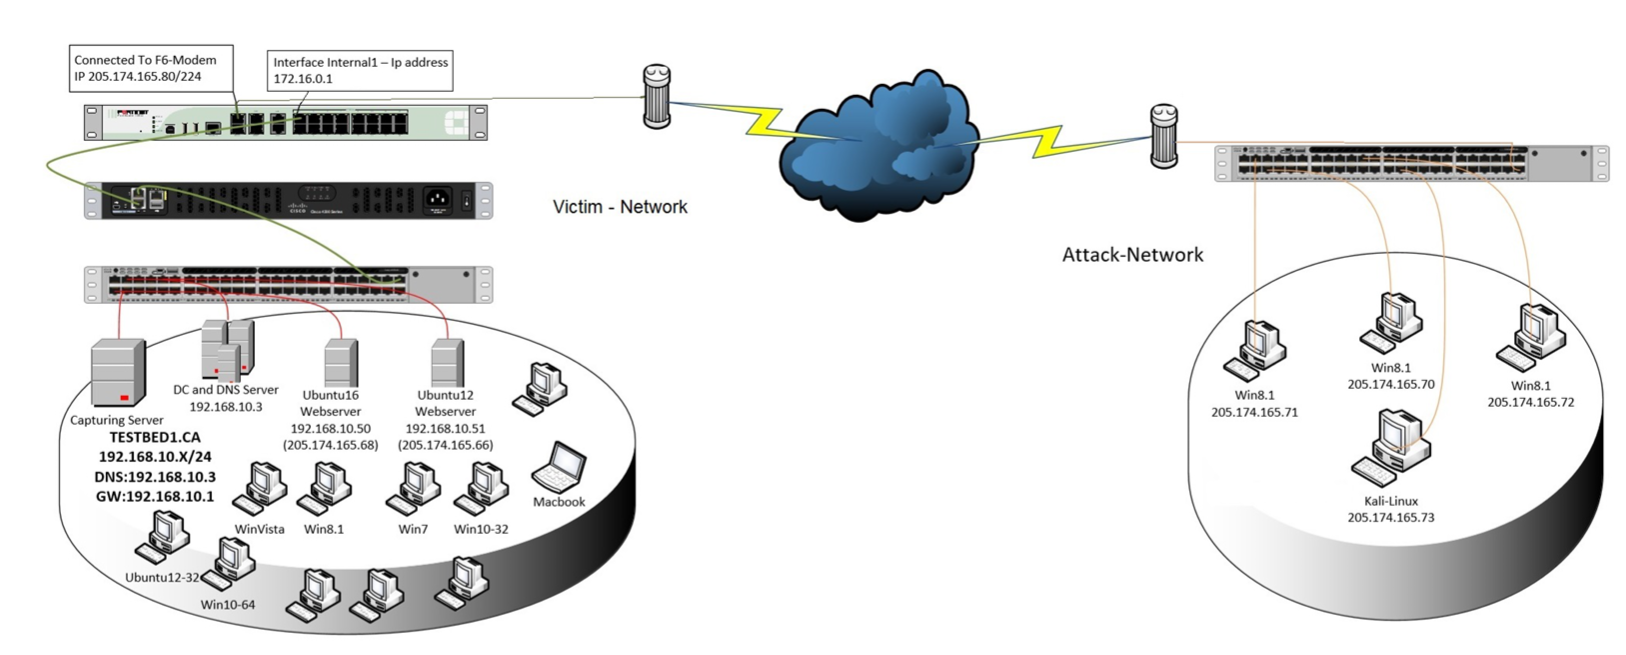 Connected To F6-Modem
IP 205.174.165.80/224
Interface Internal1 – Ip address
172.16.0.1
Victim - Network
Attack-Network
Capturing Server
DC and DNS Server
192.168.10.3
Ubuntu16
Webserver
192.168.10.50
(205.174.165.68)
Ubuntu12
Webserver
192.168.10.51
(205.174.165.66)
TESTBED1.CA
192.168.10.X/24
DNS:192.168.10.3
GW:192.168.10.1
WinVista
Win8.1
Win7
Win10-32
Macbook
Ubuntu12-32
Win10-64
Win8.1
205.174.165.71
Win8.1
205.174.165.70
Win8.1
205.174.165.72
Kali-Linux
205.174.165.73